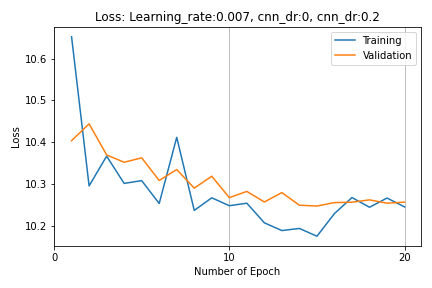 Loss: Learning_rate:0.007, cnn_dr:0, cnn_dr:0.2
Training
Validation
10.6
10.5
10.4
10.3
10.2
Loss
0
10
20
Number of Epoch